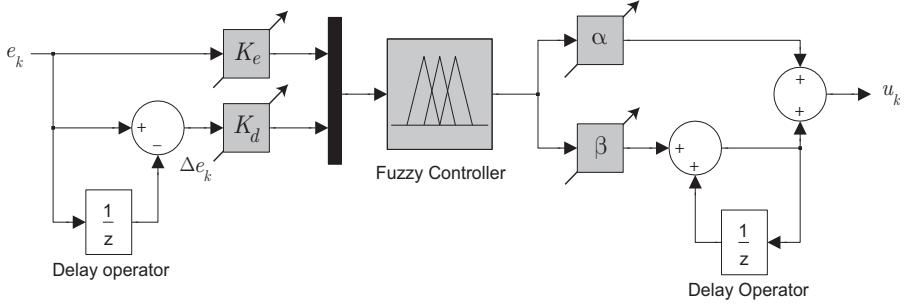 e_k
K_e
K_d
+
−
Δe_k
1
z
Delay operator
Fuzzy Controller
α
β
+
+
+
+
u_k
1
z
Delay Operator